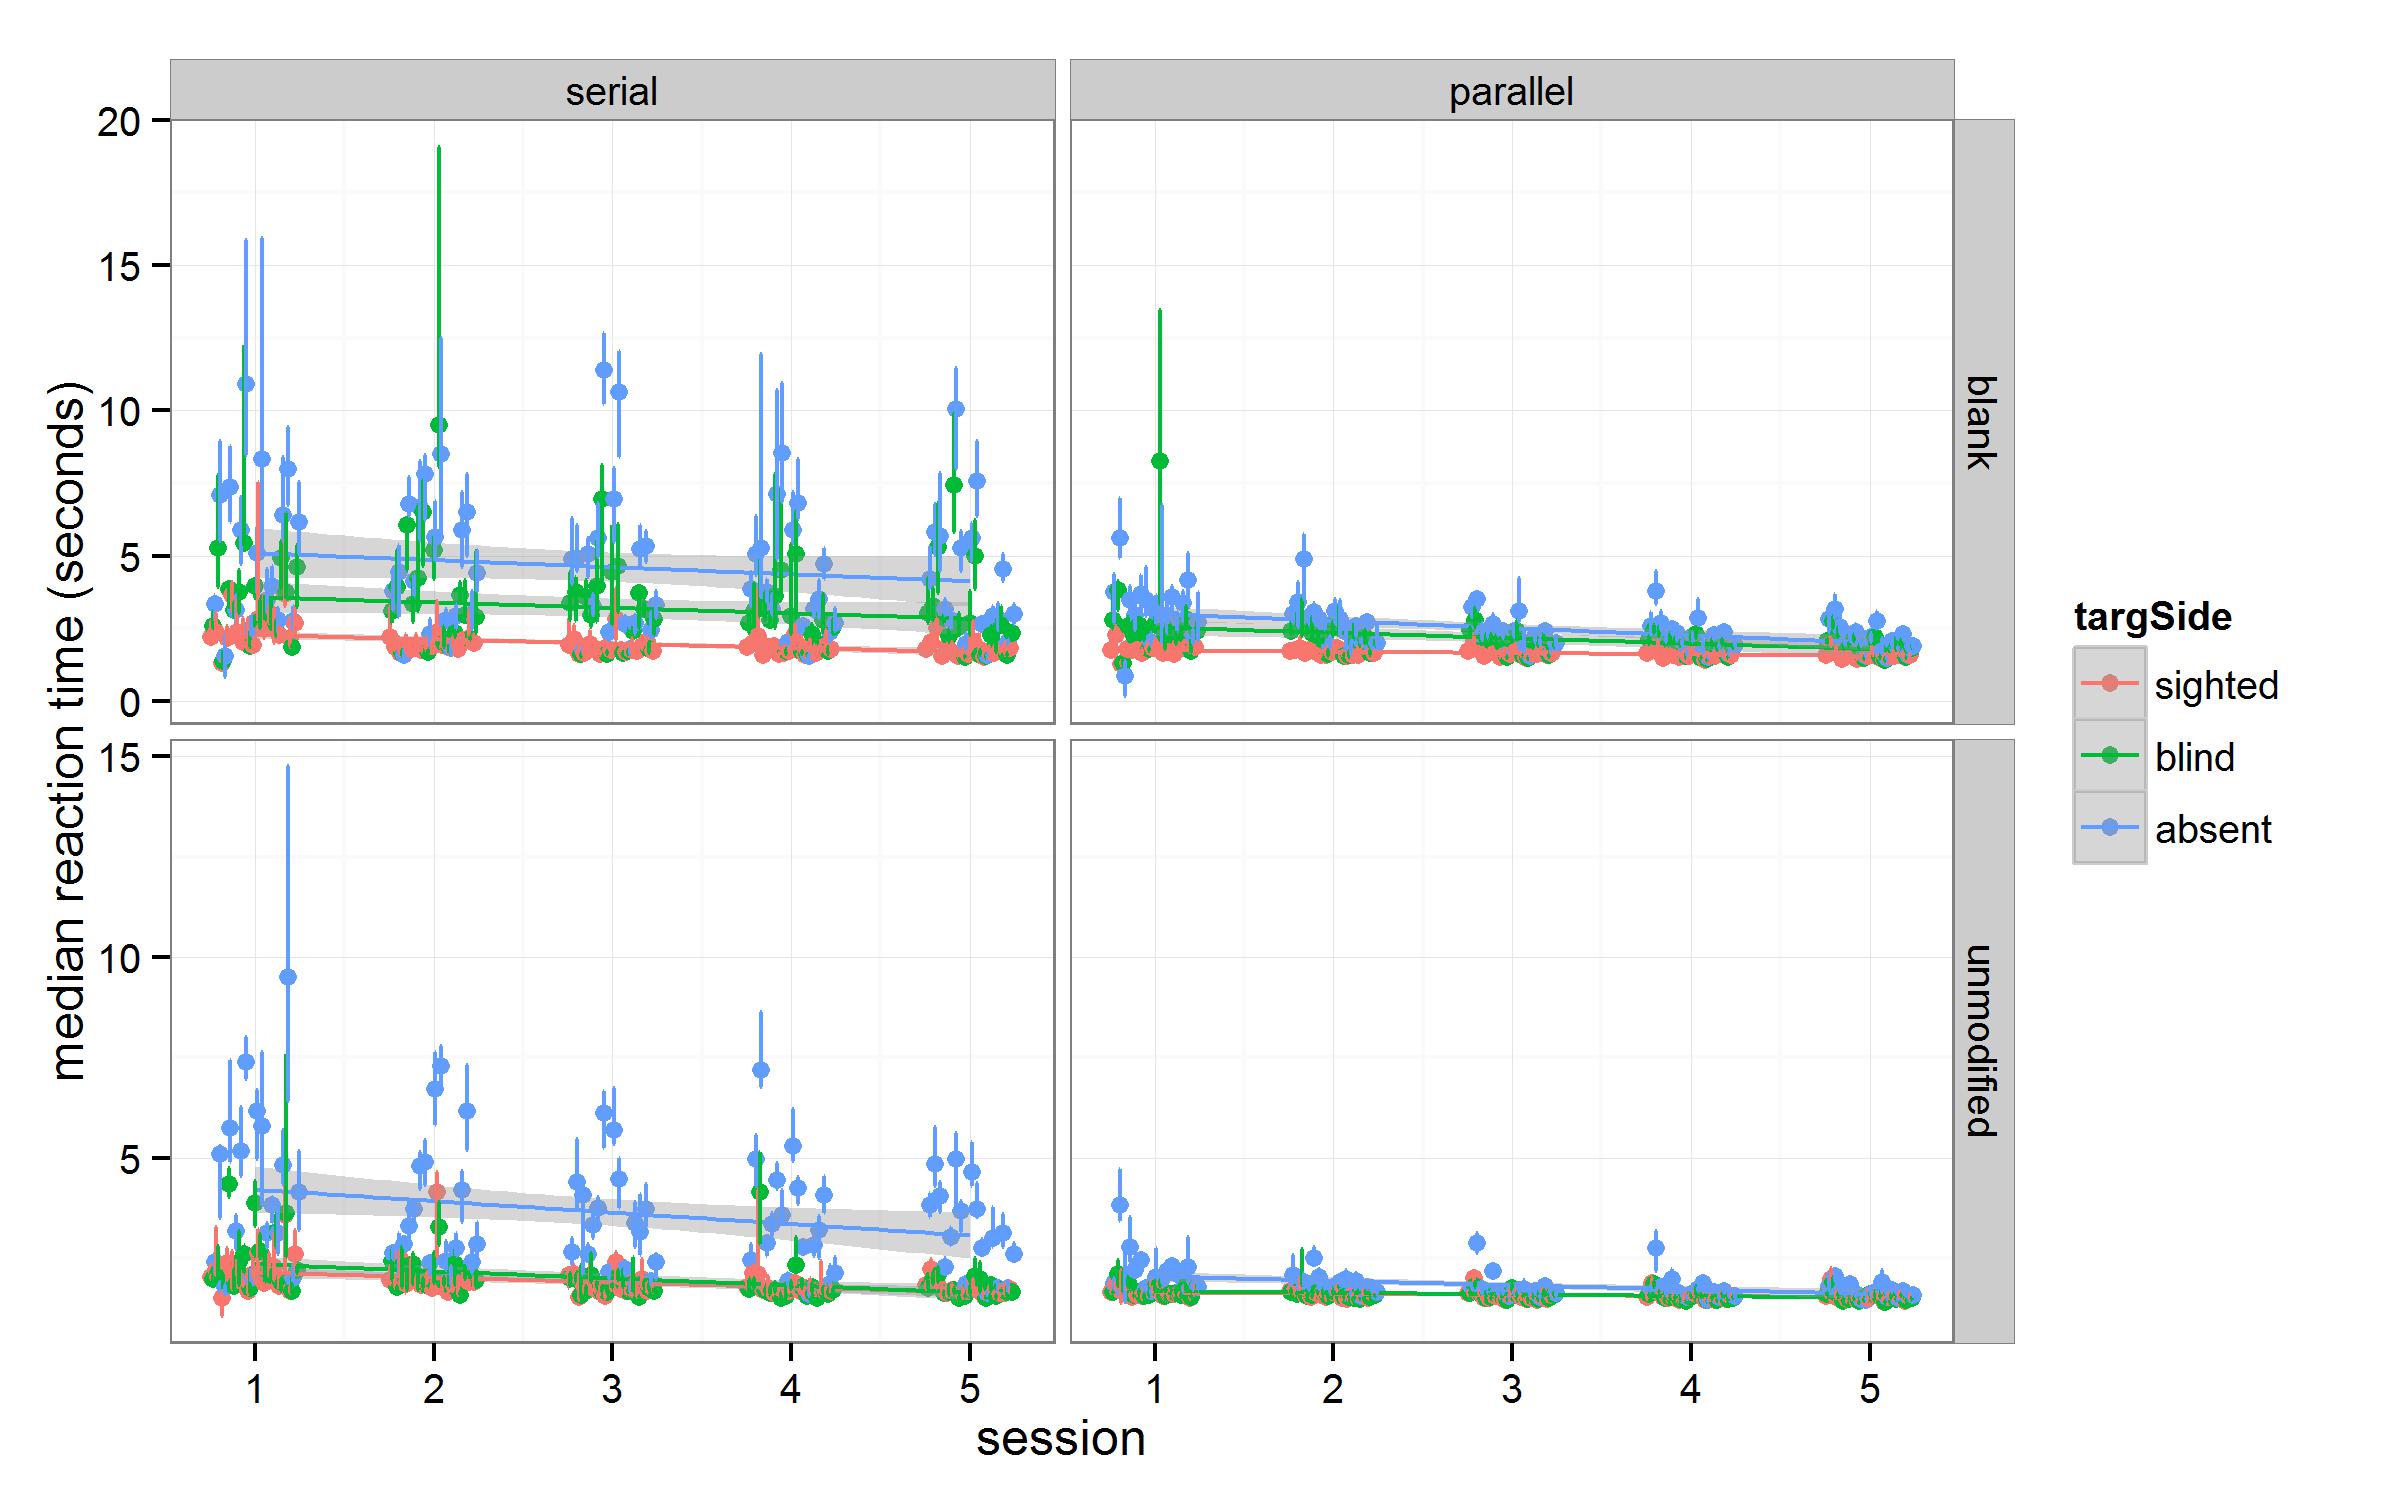 serial
parallel
20
15
10
5
0
blank
median reaction time (seconds)
15
10
5
unmodified
1
2
3
4
5
1
2
3
4
5
session
targSide
sighted
blind
absent